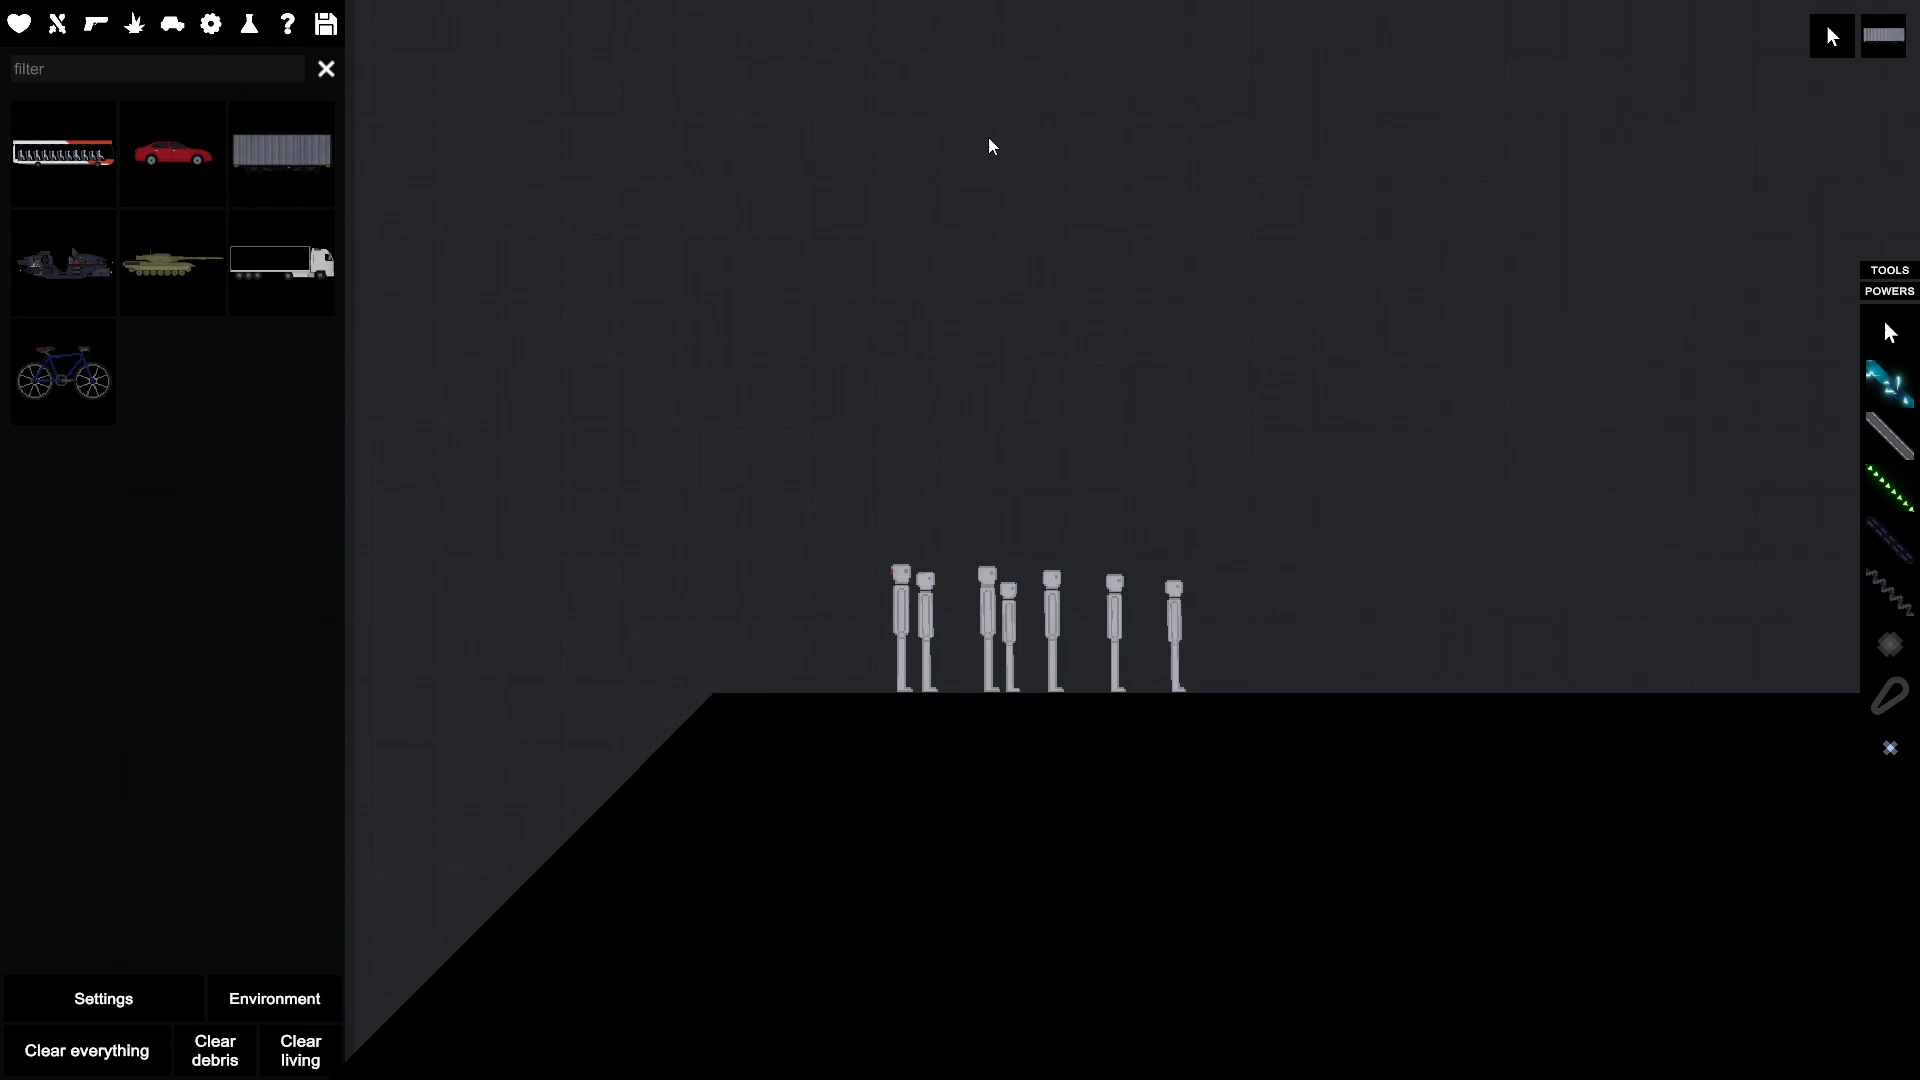 filter
TOOLS
POWERS
Settings
Environment
Clear everything
Clear
debris
Clear
living